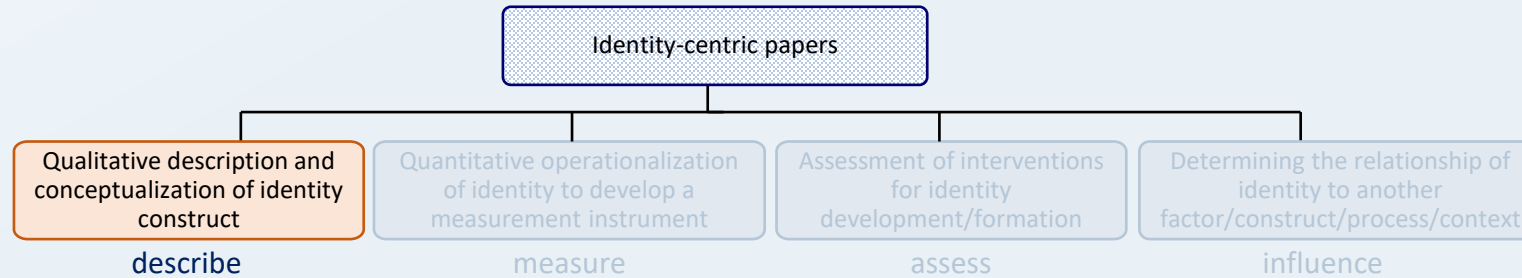 Identity-centric papers
Qualitative description and
conceptualization of identity
construct
Quantitative operationalization
of identity to develop a
measurement instrument
Assessment of interventions
for identity
development/formation
Determining the relationship of
identity to another
factor/construct/process/context
describe
measure
assess
influence